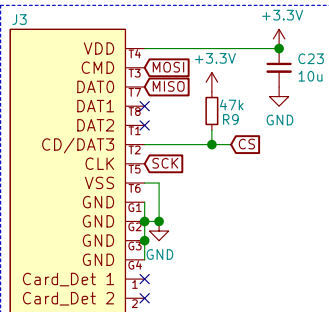 J3
+3.3V
VDD T4
C23
10u
CMD T3 MOSI
+3.3V
DAT0 T7 MISO
DAT1 T8
47k
R9
GND
DAT2 T1
CD/DAT3 T2 CS
CLK T5 SCK
VSS T6
GND G1
GND G2
GND G3
GND
GND G4
Card_Det 1 1
Card_Det 2 2